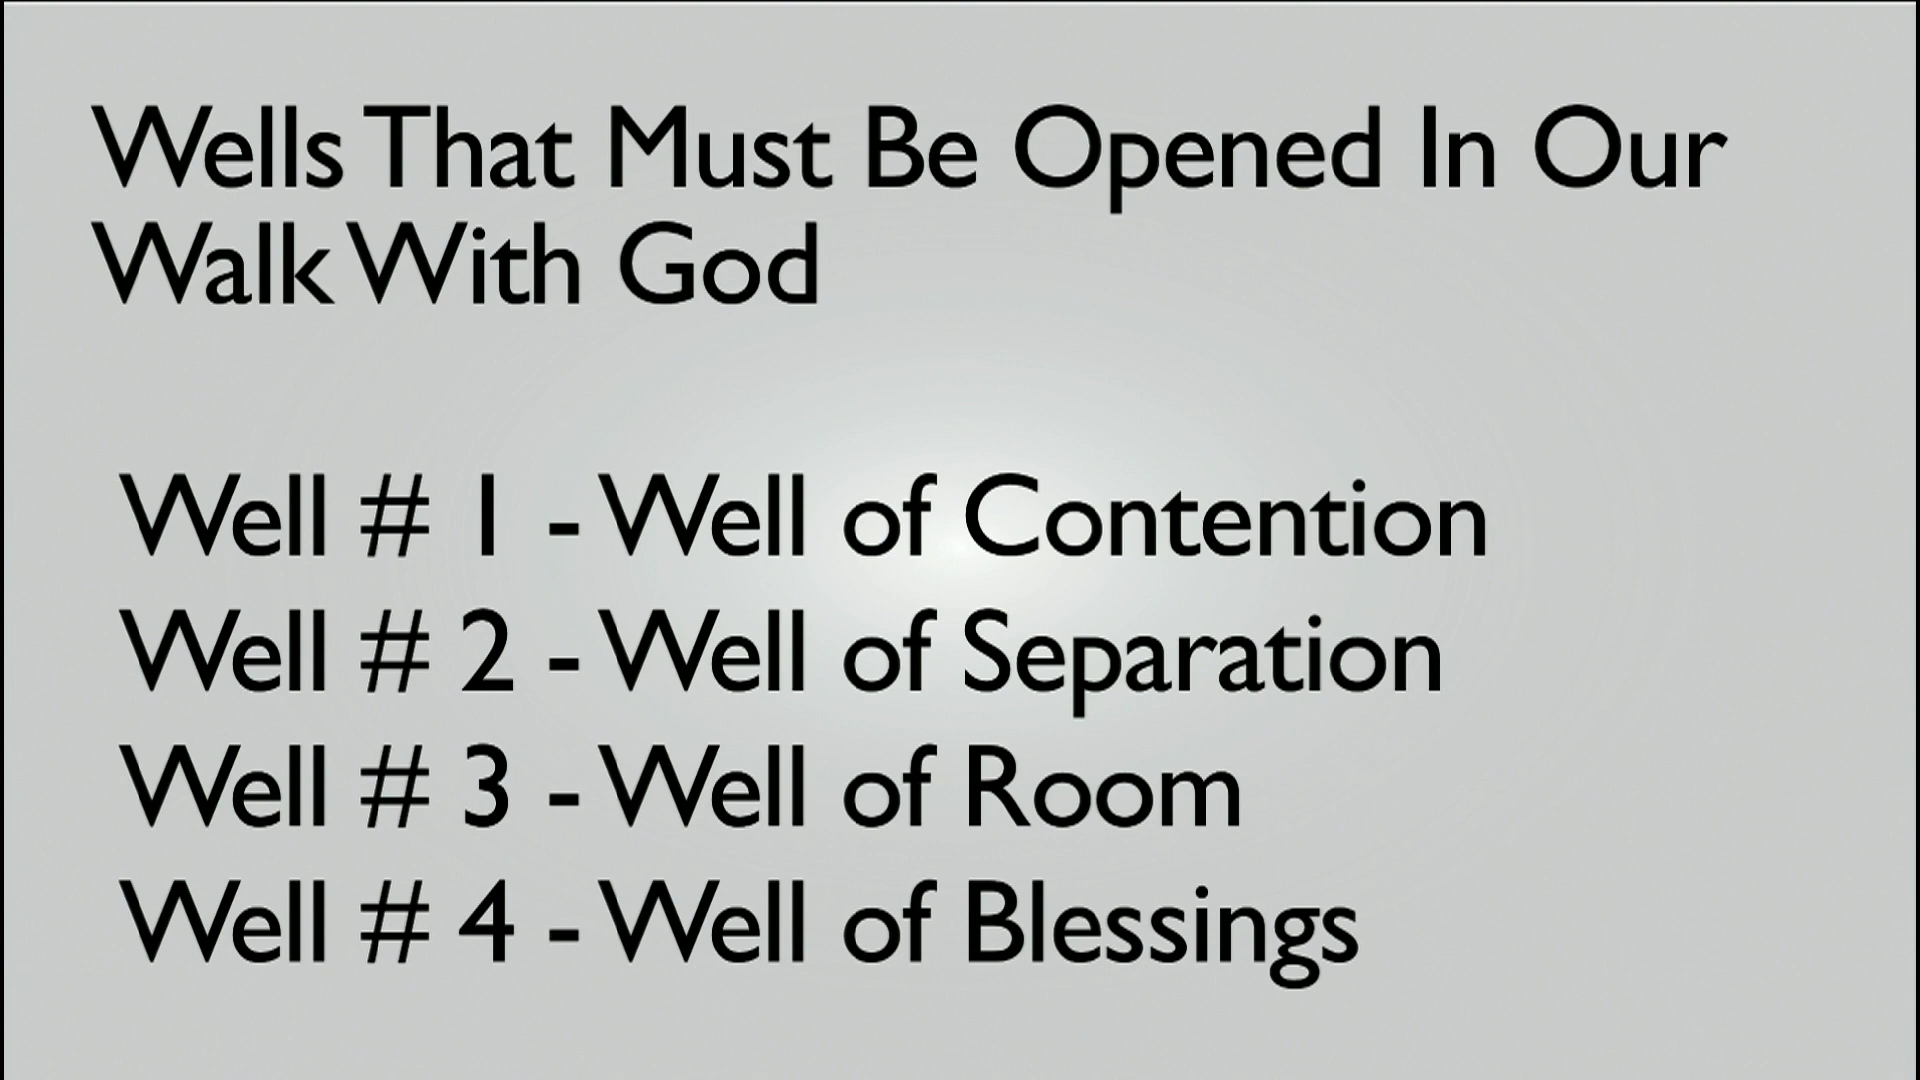 Wells That Must Be Opened In Our
Walk With God
Well # 1 - Well of Contention
Well # 2 - Well of Separation
Well # 3 - Well of Room
Well # 4 - Well of Blessings